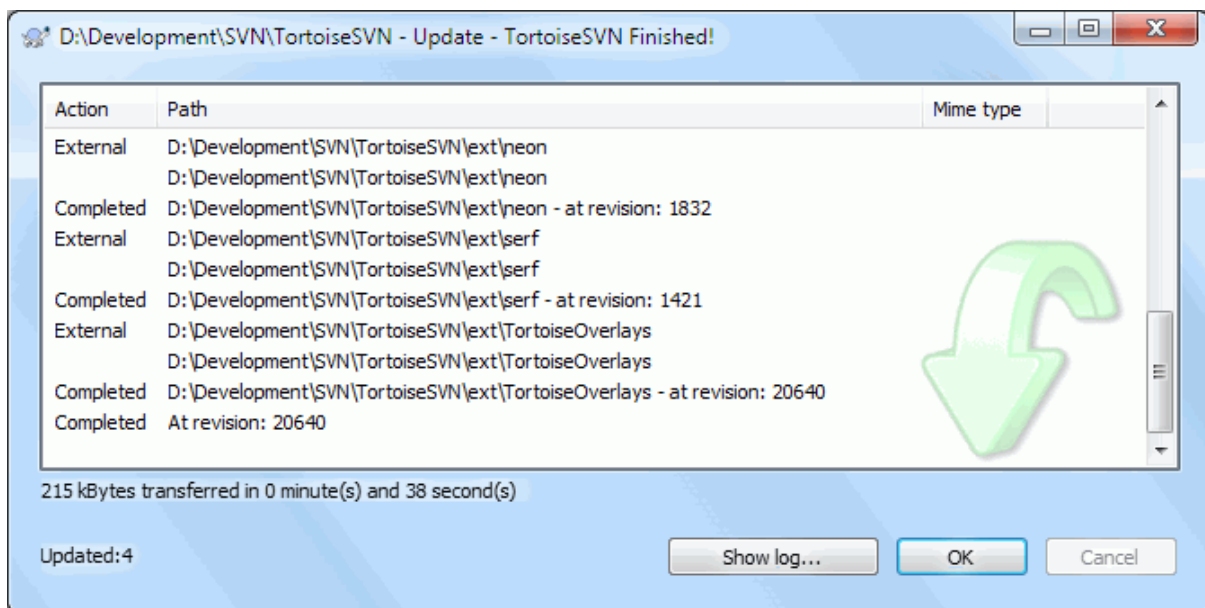 D:\Development\SVN\TortoiseSVN - Update - TortoiseSVN Finished!
Action Path Mime type
External D:\Development\SVN\TortoiseSVN\ext\neon
D:\Development\SVN\TortoiseSVN\ext\neon
Completed D:\Development\SVN\TortoiseSVN\ext\neon - at revision: 1832
External D:\Development\SVN\TortoiseSVN\ext\serf
D:\Development\SVN\TortoiseSVN\ext\serf
Completed D:\Development\SVN\TortoiseSVN\ext\serf - at revision: 1421
External D:\Development\SVN\TortoiseSVN\ext\TortoiseOverlays
D:\Development\SVN\TortoiseSVN\ext\TortoiseOverlays
Completed D:\Development\SVN\TortoiseSVN\ext\TortoiseOverlays - at revision: 20640
Completed At revision: 20640
215 kBytes transferred in 0 minute(s) and 38 second(s)
Updated:4
Show log... OK Cancel